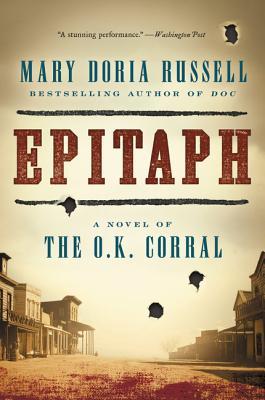 "A stunning performance."—Washington Post
MARY DORIA RUSSELL
BESTSELLING AUTHOR OF DOC
EPITAPH
A NOVEL OF
THE O.K. CORRAL